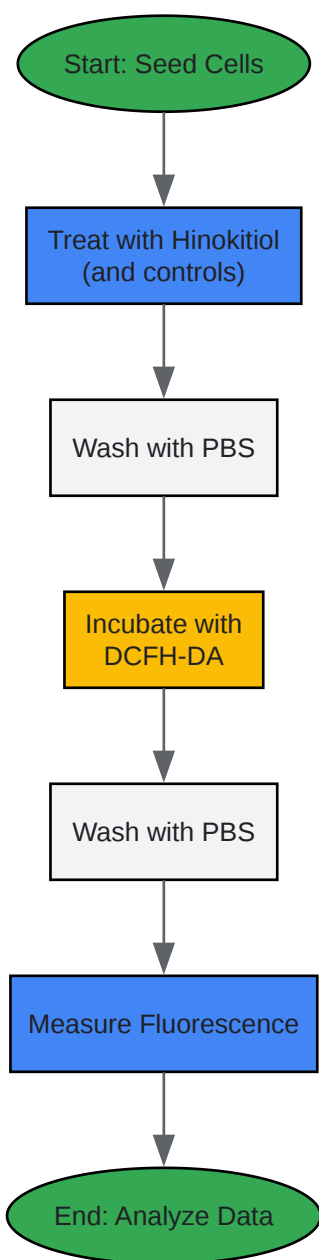 Start: Seed Cells
Treat with Hinokitiol
(and controls)
Wash with PBS
Incubate with
DCFH-DA
Wash with PBS
Measure Fluorescence
End: Analyze Data